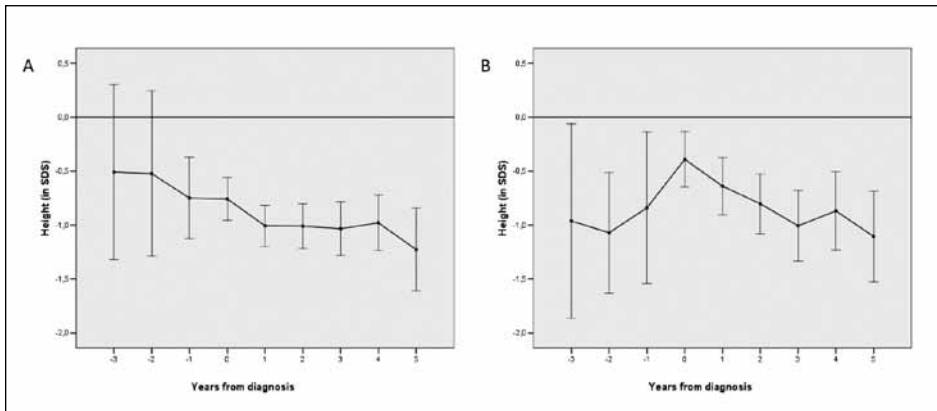 A
0,5
0,0
-0,5
-1,0
-1,5
-2,0
Height (in SDS)
-3 -2 -1 0 1 2 3 4 5
Years from diagnosis
B
0,5
0,0
-0,5
-1,0
-1,5
-2,0
Height (in SDS)
-3 -2 -1 0 1 2 3 4 5
Years from diagnosis